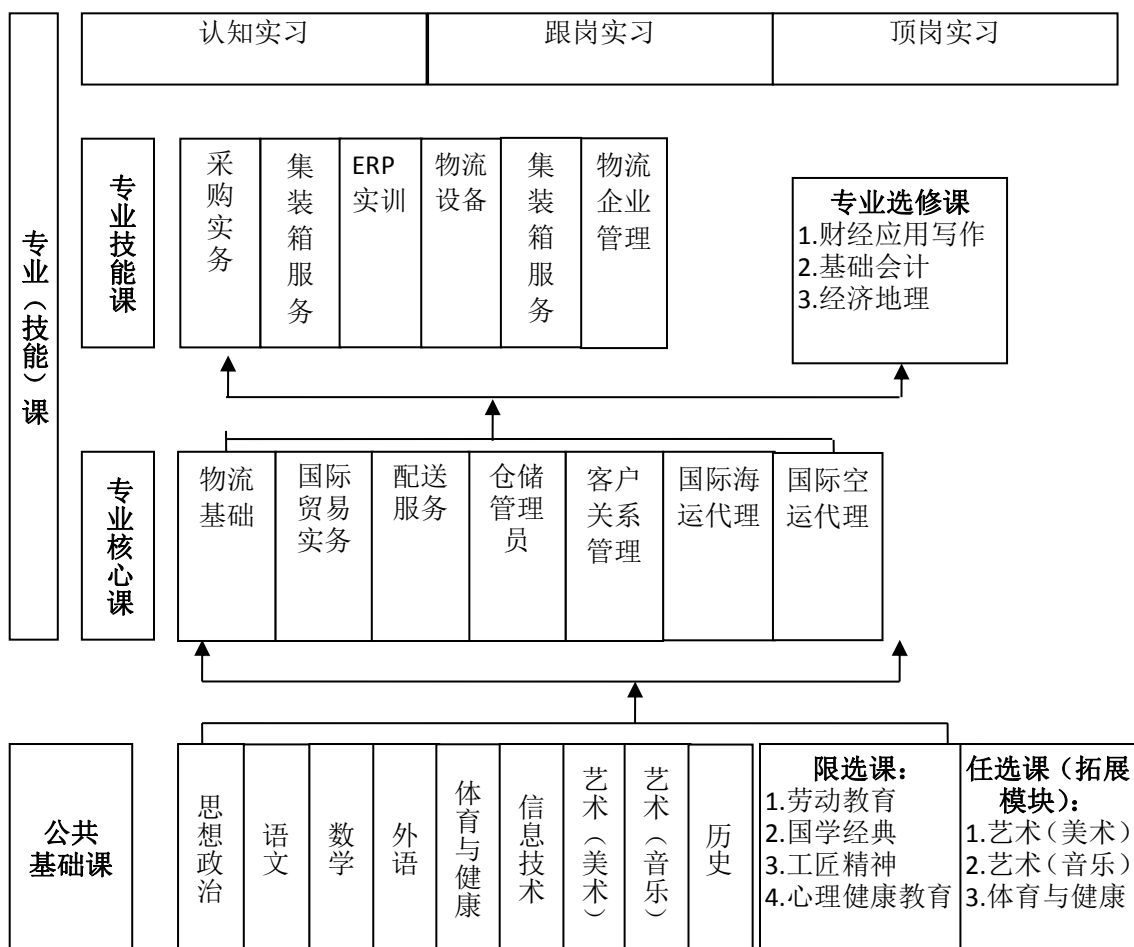 认知实习
跟岗实习
顶岗实习
专业（技能）课
专业技能课
采购实务
集装箱服务
ERP
实训
物流
设备
集装箱服务
物流
企业
管理
专业选修课
1.财经应用写作
2.基础会计
3.经济地理
专业核心课
物流
基础
国际
贸易
实务
配送
服务
仓储
管理
员
客户
关系
管理
国际海
运代理
国际空
运代理
公共
基础课
思想政治
语文
数学
外语
体育与健康
信息技术
艺术（美术）
艺术（音乐）
历史
限选课：
1.劳动教育
2.国学经典
3.工匠精神
4.心理健康教育
任选课（拓展
模块）：
1.艺术（美术）
2.艺术（音乐）
3.体育与健康